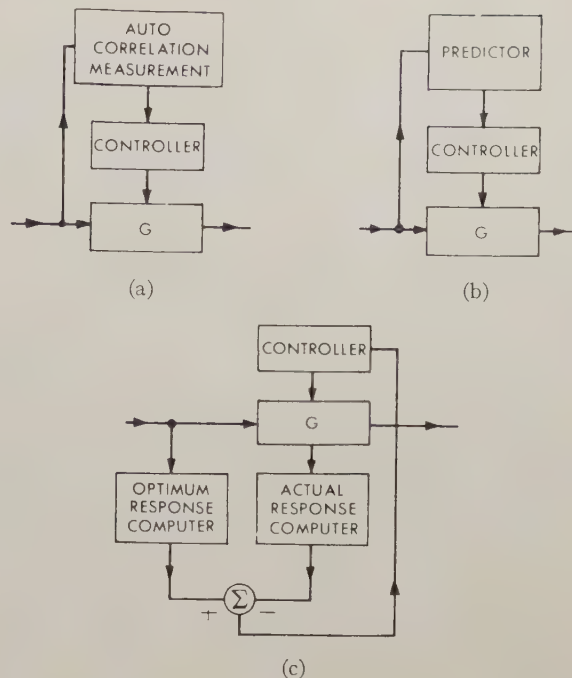 AUTO
CORRELATION
MEASUREMENT
CONTROLLER
G
(a)
PREDICTOR
CONTROLLER
G
(b)
CONTROLLER
G
OPTIMUM
RESPONSE
COMPUTER
ACTUAL
RESPONSE
COMPUTER
+ Σ −
(c)